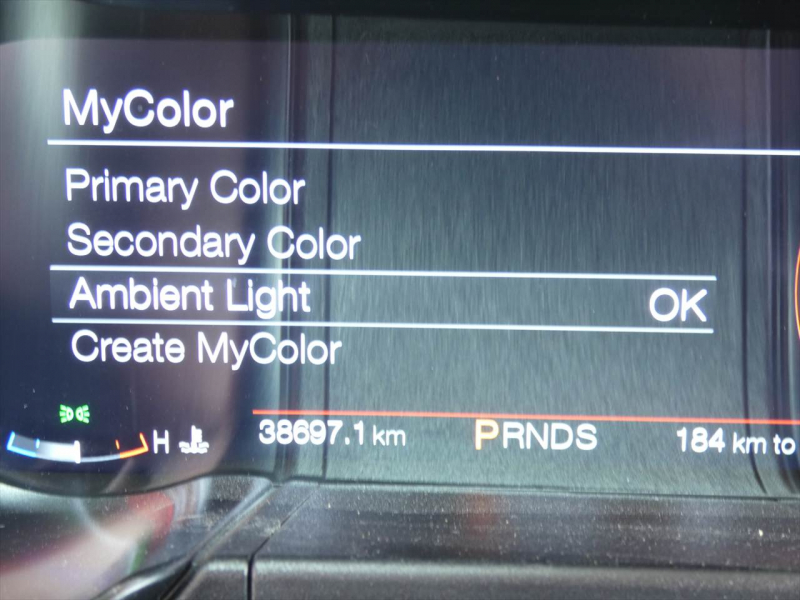 MyColor
Primary Color
Secondary Color
Ambient Light OK
Create MyColor
H 38697.1 km PRNDS 184 km to